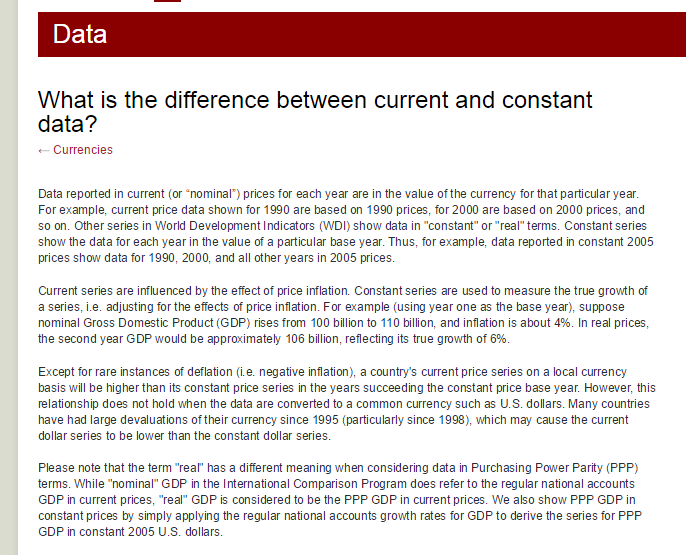 Data
What is the difference between current and constant
data?
← Currencies
Data reported in current (or “nominal”) prices for each year are in the value of the currency for that particular year.
For example, current price data shown for 1990 are based on 1990 prices, for 2000 are based on 2000 prices, and
so on. Other series in World Development Indicators (WDI) show data in "constant" or "real" terms. Constant series
show the data for each year in the value of a particular base year. Thus, for example, data reported in constant 2005
prices show data for 1990, 2000, and all other years in 2005 prices.
Current series are influenced by the effect of price inflation. Constant series are used to measure the true growth of
a series, i.e. adjusting for the effects of price inflation. For example (using year one as the base year), suppose
nominal Gross Domestic Product (GDP) rises from 100 billion to 110 billion, and inflation is about 4%. In real prices,
the second year GDP would be approximately 106 billion, reflecting its true growth of 6%.
Except for rare instances of deflation (i.e. negative inflation), a country's current price series on a local currency
basis will be higher than its constant price series in the years succeeding the constant price base year. However, this
relationship does not hold when the data are converted to a common currency such as U.S. dollars. Many countries
have had large devaluations of their currency since 1995 (particularly since 1998), which may cause the current
dollar series to be lower than the constant dollar series.
Please note that the term "real" has a different meaning when considering data in Purchasing Power Parity (PPP)
terms. While "nominal" GDP in the International Comparison Program does refer to the regular national accounts
GDP in current prices, "real" GDP is considered to be the PPP GDP in current prices. We also show PPP GDP in
constant prices by simply applying the regular national accounts growth rates for GDP to derive the series for PPP
GDP in constant 2005 U.S. dollars.